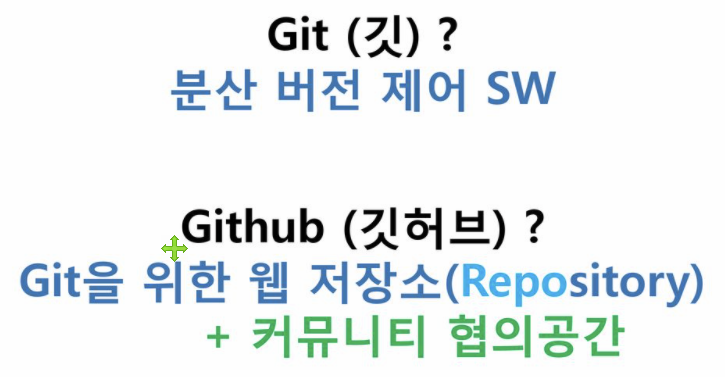 Git (깃) ?
분산 버전 제어 SW
Github (깃허브) ?
Git을 위한 웹 저장소(Repository)
+ 커뮤니티 협의공간